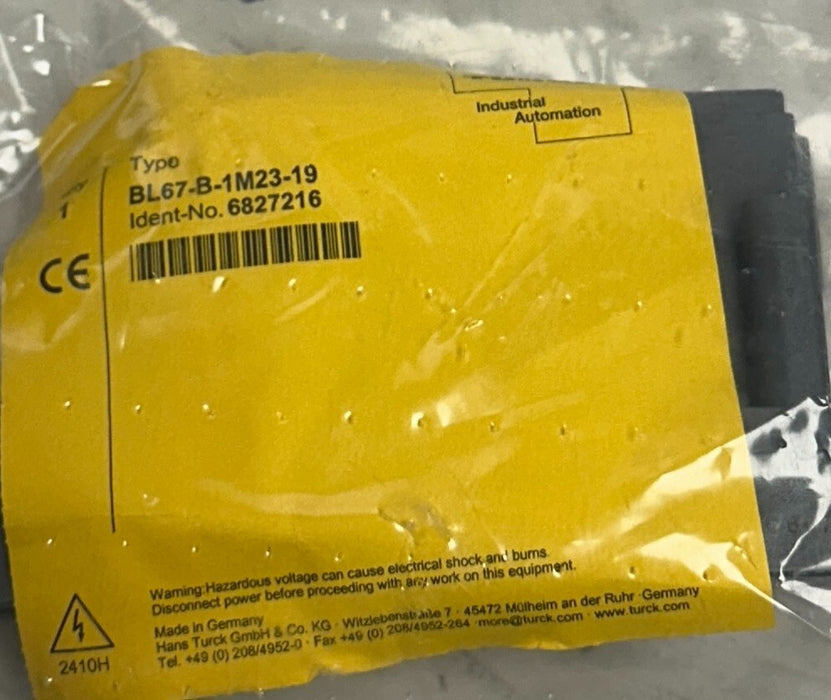 Industrial
Automation
Type
BL67-B-1M23-19
Ident-No. 6827216
1
CE
Warning:Hazardous voltage can cause electrical shock and burns.
Disconnect power before proceeding with any work on this equipment.
Made in Germany
Hans Turck GmbH & Co. KG · Witzlebenstraße 7 · 45472 Mülheim an der Ruhr · Germany
Tel. +49 (0) 208/4952-0 · Fax +49 (0) 208/4952-264 · more@turck.com · www.turck.com
2410H